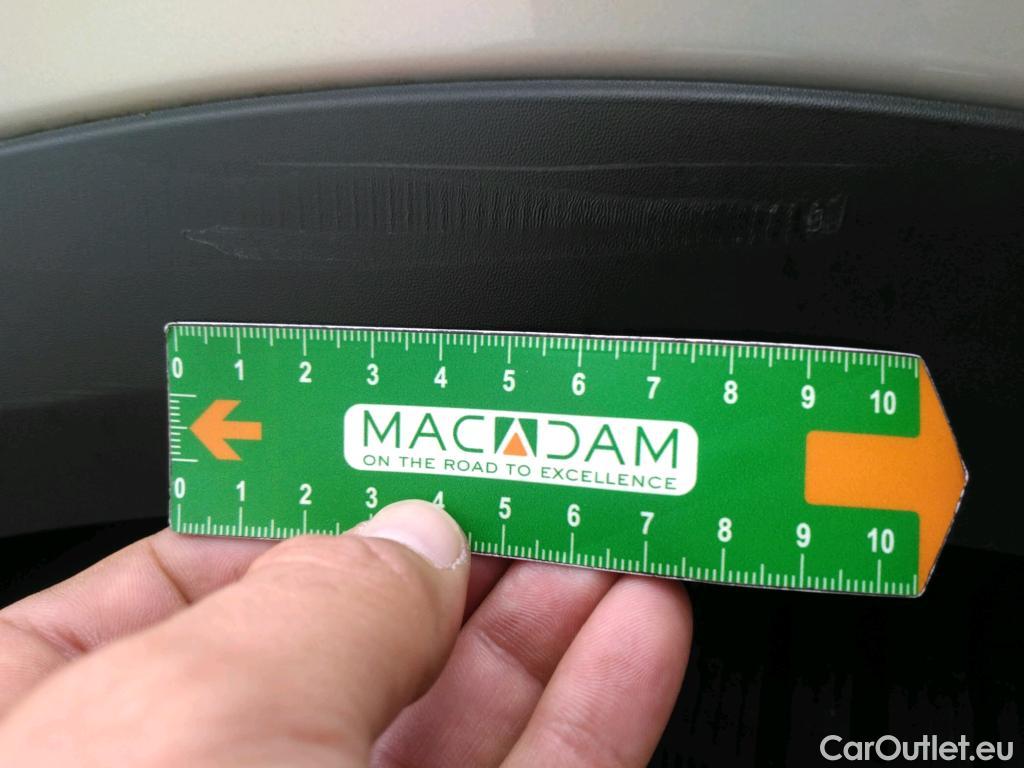 0 1 2 3 4 5 6 7 8 9 10
MACADAM
ON THE ROAD TO EXCELLENCE
0 1 2 3 4 5 6 7 8 9 10
CarOutlet.eu